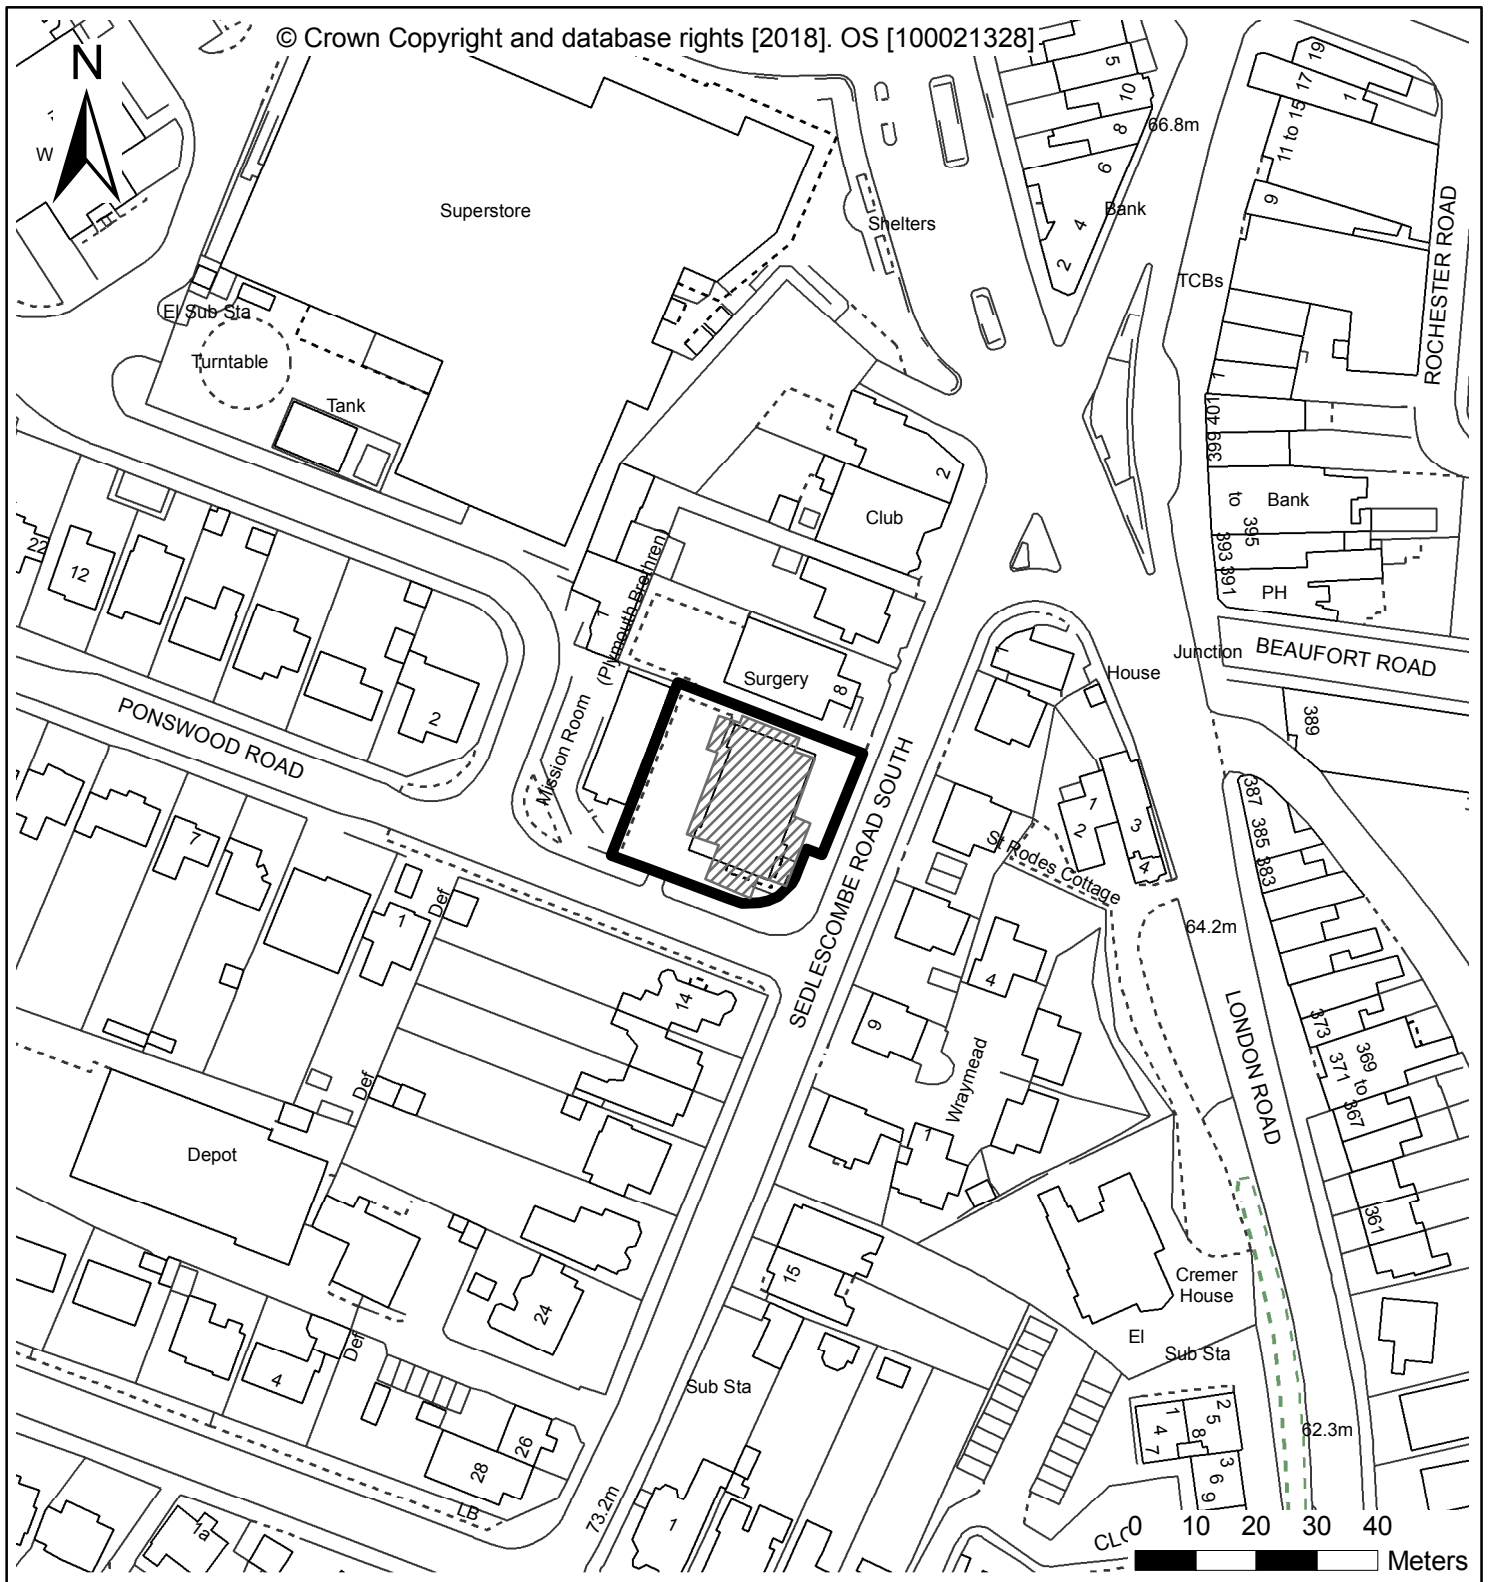 © Crown Copyright and database rights [2018]. OS [100021328]
N
W
Superstore
Shelters
5
10
8
6
4
2
66.8m
Bank
19
17
1
11 to 15
9
ROCHESTER ROAD
TCBs
El Sub Sta
Turntable
Tank
1
401
399
Bank
to
395
393
391
PH
2
Club
22
12
2
PONSWOOD ROAD
Mission Room
(Plymouth Brethren)
1
Surgery
8
SEDLESCOMBE ROAD SOUTH
1
House
Junction
BEAUFORT ROAD
389
387
385
383
7
1
Def
1
2
3
4
St Rodes Cottage
64.2m
14
4
9
Wraymead
1
LONDON ROAD
373
371
369
to
367
361
Def
Depot
15
24
Cremer
House
El
Sub Sta
4
Def
Sub Sta
26
28
LB
1a
73.2m
1
1
4
7
2
5
8
3
6
9
62.3m
CLO
0 10 20 30 40
Meters